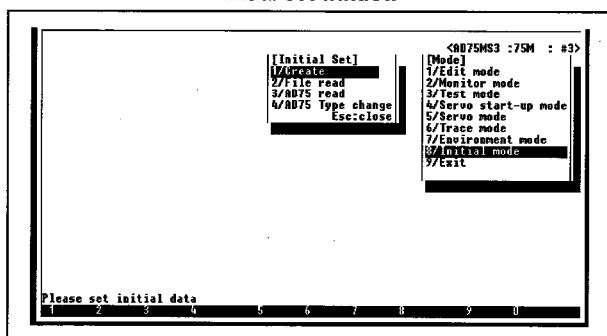 <AD75MS3 :75M : #3>
[Initial Set]
1/Create
2/File read
3/AD75 read
4/AD75 Type change
Esc:close
[Mode]
1/Edit mode
2/Monitor mode
3/Test mode
4/Servo start-up mode
5/Servo mode
6/Trace mode
7/Environment mode
8/Initial mode
9/Exit
Please set initial data
1 2 3 4 5 6 7 8 9 0